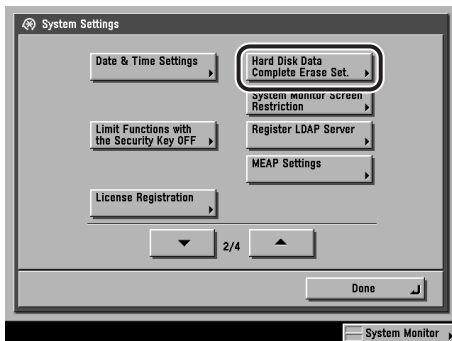 System Settings
Date & Time Settings
Hard Disk Data
Complete Erase Set.
System Monitor Screen
Restriction
Limit Functions with
the Security Key OFF
Register LDAP Server
MEAP Settings
License Registration
2/4
Done
System Monitor